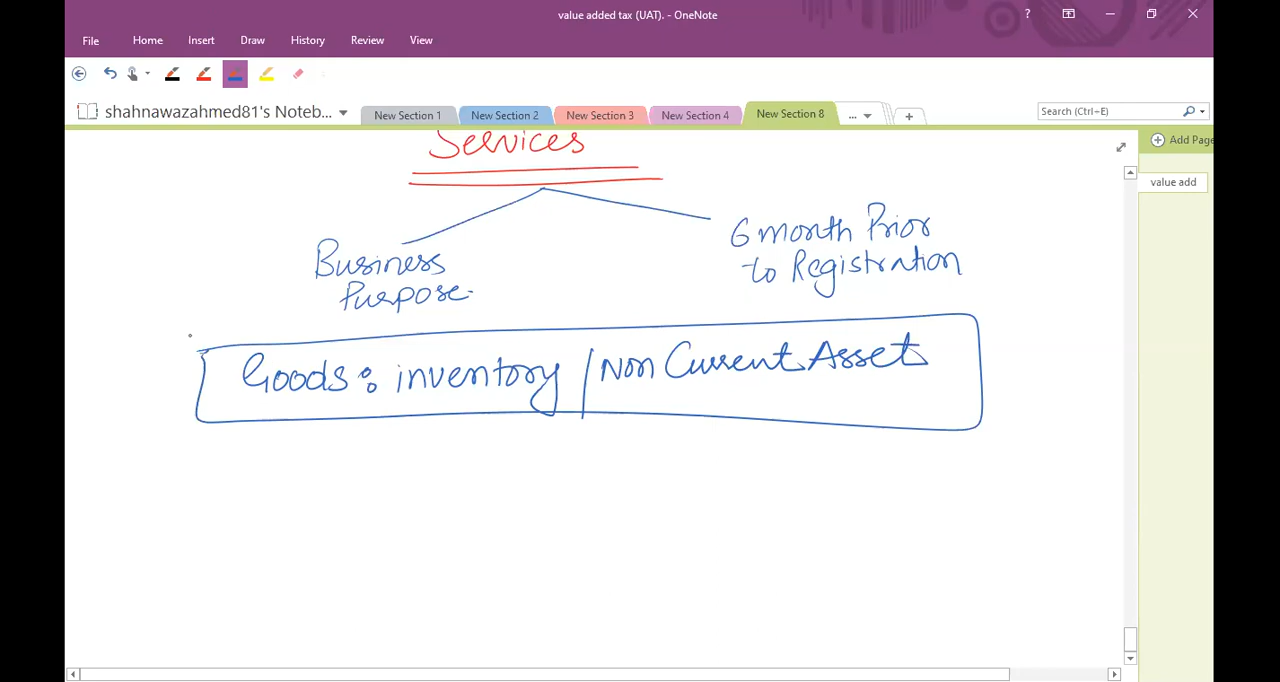 value added tax (UAT). - OneNote
?
File Home Insert Draw History Review View
shahnawazahmed81's Noteb... New Section 1 New Section 2 New Section 3 New Section 4 New Section 8 ... +
Search (Ctrl+E)
Add Page
value add
Services
Business
Purpose
6 month Prior
to Registration
Goods: inventory / Non Current Asset